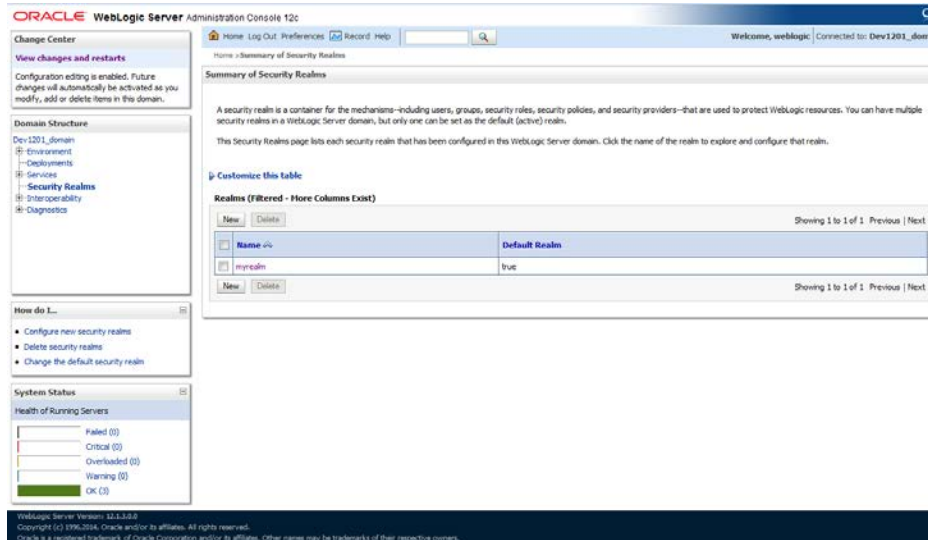 ORACLE WebLogic Server Administration Console 12c
Change Center
View changes and restarts
Configuration editing is enabled. Future
changes will automatically be activated as you
modify, add or delete items in this domain.
Domain Structure
Dev1201_domain
Environment
Deployments
Services
Security Realms
Interoperability
Diagnostics
How do I...
Configure new security realms
Delete security realms
Change the default security realm
System Status
Health of Running Servers
Failed (0)
Critical (0)
Overloaded (0)
Warning (0)
OK (3)
Home Log Out Preferences Record Help
Welcome, weblogic Connected to: Dev1201_dom
Home >Summary of Security Realms
Summary of Security Realms
A security realm is a container for the mechanisms--including users, groups, security roles, security policies, and security providers--that are used to protect WebLogic resources. You can have multiple
security realms in a WebLogic Server domain, but only one can be set as the default (active) realm.
This Security Realms page lists each security realm that has been configured in this WebLogic Server domain. Click the name of the realm to explore and configure that realm.
Customize this table
Realms (Filtered - More Columns Exist)
New Delete Showing 1 to 1 of 1 Previous | Next
Name Default Realm
myrealm true
New Delete Showing 1 to 1 of 1 Previous | Next
WebLogic Server Version: 12.1.3.0.0
Copyright (c) 1996,2014, Oracle and/or its affiliates. All rights reserved.
Oracle is a registered trademark of Oracle Corporation and/or its affiliates. Other names may be trademarks of their respective owners.